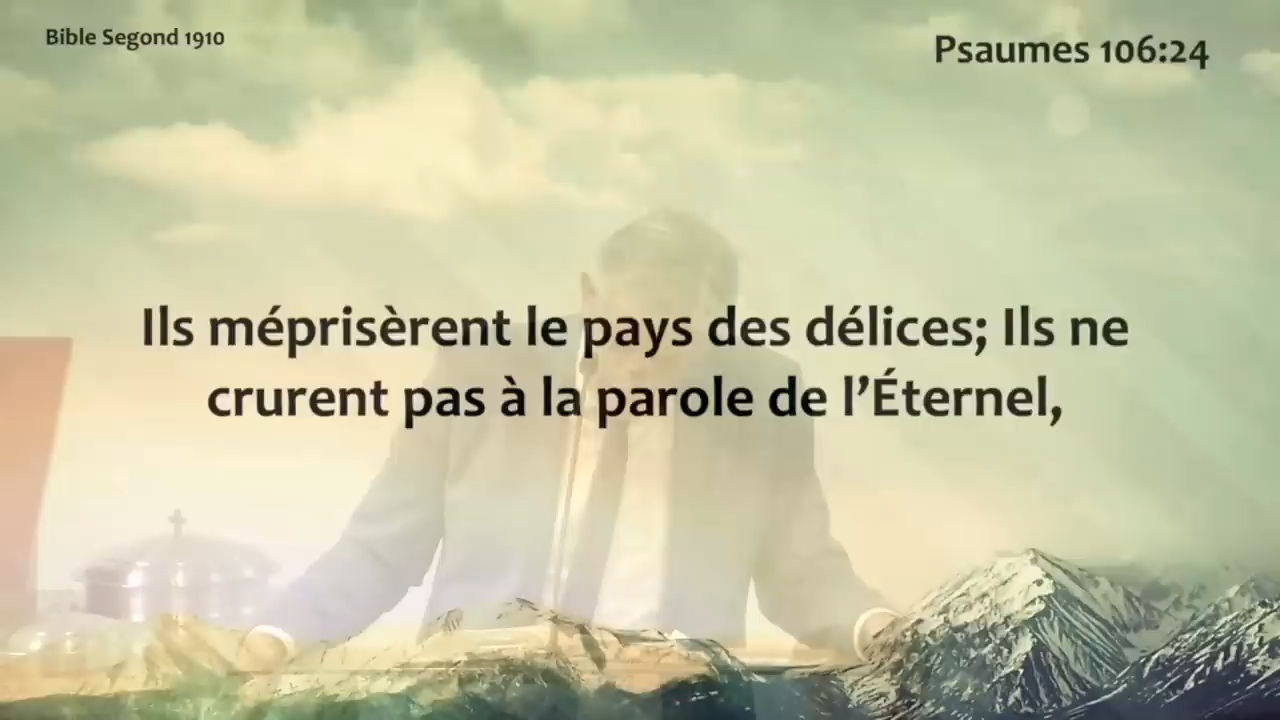 Bible Segond 1910
Psaumes 106:24
Ils méprisèrent le pays des délices; Ils ne
crurent pas à la parole de l’Éternel,